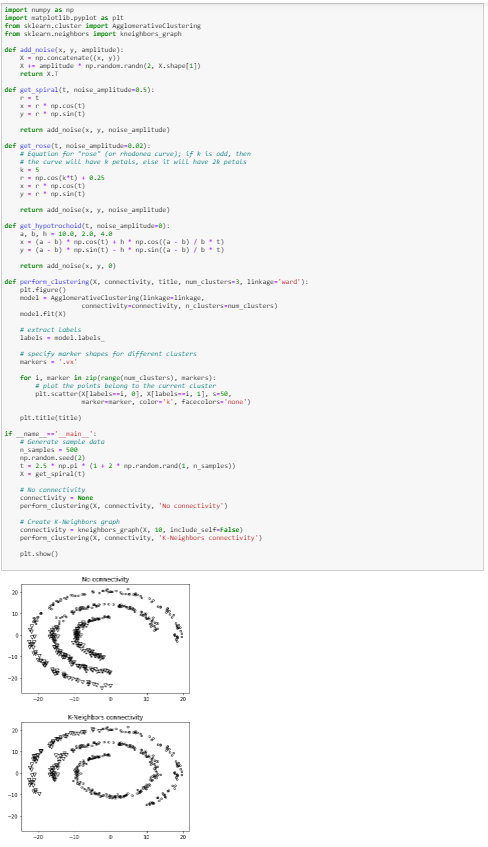 import numpy as np
import matplotlib.pyplot as plt
from sklearn.cluster import AgglomerativeClustering
from sklearn.neighbors import kneighbors_graph
def add_noise(x, y, amplitude):
X = np.concatenate((x, y))
X += amplitude * np.random.randn(2, X.shape[1])
return X.T
def get_spiral(t, noise_amplitude=0.5):
r = t
x = r * np.cos(t)
y = r * np.sin(t)
return add_noise(x, y, noise_amplitude)
def get_rose(t, noise_amplitude=0.02):
# Equation for "rose" (or rhodonea curve); if k is odd, then
# the curve will have k petals, else it will have 2k petals
k = 5
r = np.cos(k*t) + 0.25
x = r * np.cos(t)
y = r * np.sin(t)
return add_noise(x, y, noise_amplitude)
def get_hypotrochoid(t, noise_amplitude=0):
a, b, h = 10.0, 2.0, 4.0
x = (a - b) * np.cos(t) + h * np.cos((a - b) / b * t)
y = (a - b) * np.sin(t) - h * np.sin((a - b) / b * t)
return add_noise(x, y, 0)
def perform_clustering(X, connectivity, title, num_clusters=3, linkage='ward'):
plt.figure()
model = AgglomerativeClustering(linkage=linkage,
connectivity=connectivity, n_clusters=num_clusters)
model.fit(X)
# extract labels
labels = model.labels_
# specify marker shapes for different clusters
markers = '.vx'
for i, marker in zip(range(num_clusters), markers):
# plot the points belong to the current cluster
plt.scatter(X[labels==i, 0], X[labels==i, 1], s=50,
marker=marker, color='k', facecolors='none')
plt.title(title)
if __name__=='__main__':
# Generate sample data
n_samples = 500
np.random.seed(2)
t = 2.5 * np.pi * (1 + 2 * np.random.rand(1, n_samples))
X = get_spiral(t)
# No connectivity
connectivity = None
perform_clustering(X, connectivity, 'No connectivity')
# Create K-Neighbors graph
connectivity = kneighbors_graph(X, 10, include_self=False)
perform_clustering(X, connectivity, 'K-Neighbors connectivity')
plt.show()
No connectivity
20
10
0
−10
−20
−20 −10 0 10 20
K-Neighbors connectivity
20
10
0
−10
−20
−20 −10 0 10 20